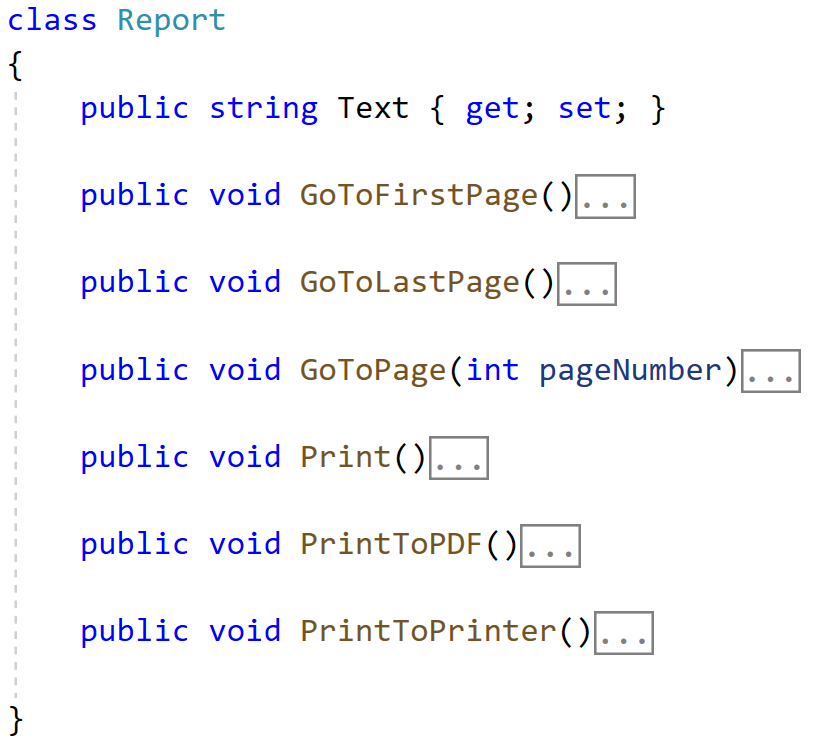 class Report
{
public string Text { get; set; }
public void GoToFirstPage()...
public void GoToLastPage()...
public void GoToPage(int pageNumber)...
public void Print()...
public void PrintToPDF()...
public void PrintToPrinter()...
}